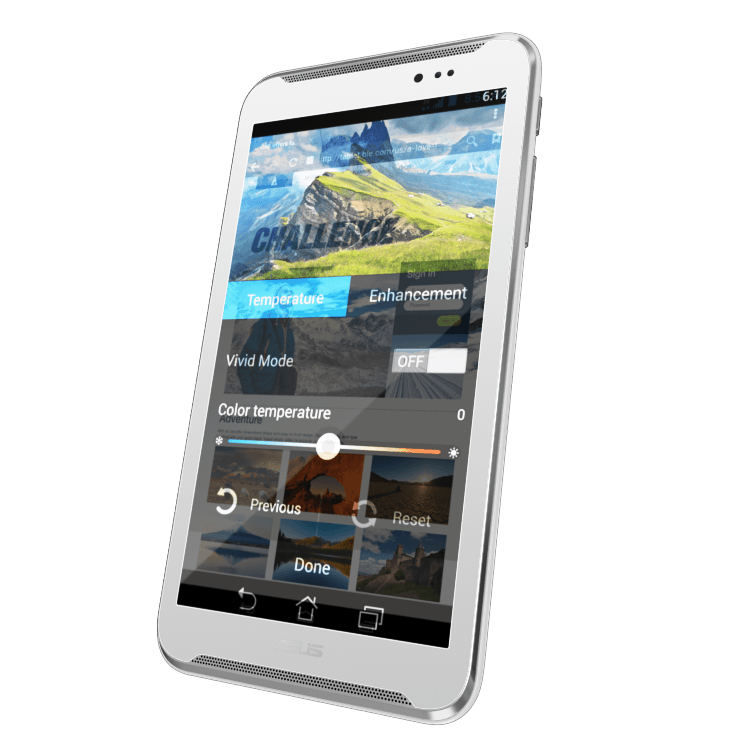 6:12
CHALLENGE
Sign In
Temperature Enhancement
Vivid Mode OFF
Color temperature 0
Adventure
Previous Reset
Done
ASUS